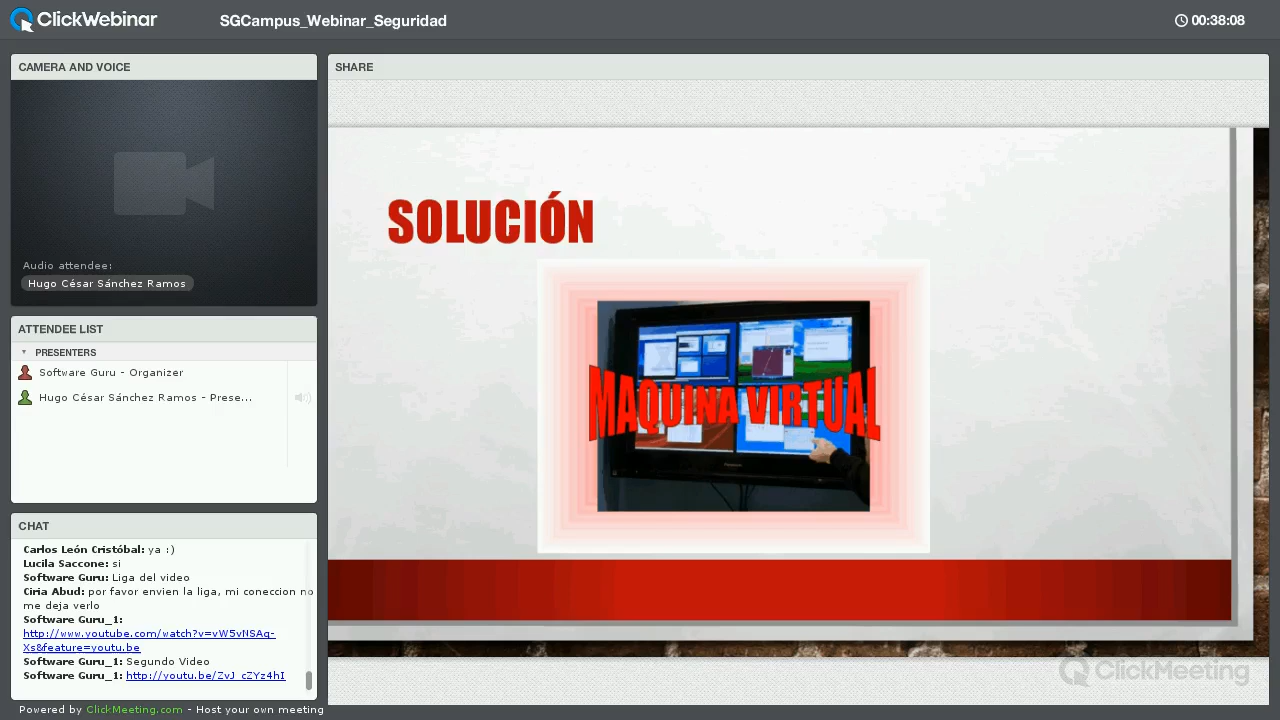 ClickWebinar
SGCampus_Webinar_Seguridad
00:38:08
CAMERA AND VOICE
Audio attendee:
Hugo César Sánchez Ramos
ATTENDEE LIST
PRESENTERS
Software Guru - Organizer
Hugo César Sánchez Ramos - Prese...
CHAT
Carlos León Cristóbal: ya :)
Lucila Saccone: si
Software Guru: Liga del video
Ciria Abud: por favor envien la liga, mi coneccion no
me deja verlo
Software Guru_1:
http://www.youtube.com/watch?v=vW5vNSAq-
Xs&feature=youtu.be
Software Guru_1: Segundo Video
Software Guru_1: http://youtu.be/ZvJ_cZYz4hI
Powered by ClickMeeting.com - Host your own meeting
SHARE
SOLUCIÓN
MAQUINA VIRTUAL
ClickMeeting